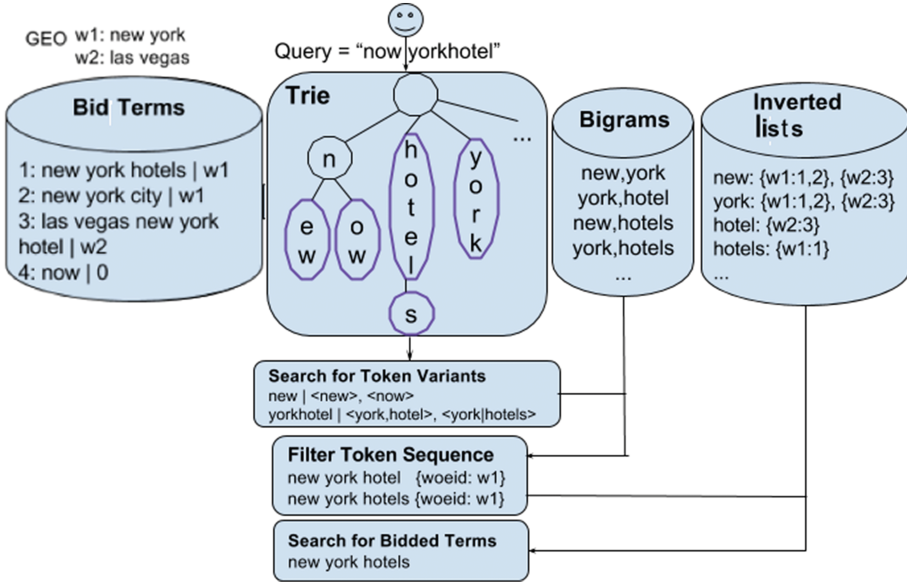 GEO w1: new york
w2: las vegas
Query = “now yorkhotel”
Bid Terms
1: new york hotels | w1
2: new york city | w1
3: las vegas new york
hotel | w2
4: now | 0
Trie
...
n
h
o
t
e
l
y
o
r
k
e
w
o
w
s
Bigrams
new,york
york,hotel
new,hotels
york,hotels
...
Inverted
lists
new: {w1:1,2}, {w2:3}
york: {w1:1,2}, {w2:3}
hotel: {w2:3}
hotels: {w1:1}
...
Search for Token Variants
new | <new>, <now>
yorkhotel | <york,hotel>, <york|hotels>
Filter Token Sequence
new york hotel {woeid: w1}
new york hotels {woeid: w1}
Search for Bidded Terms
new york hotels